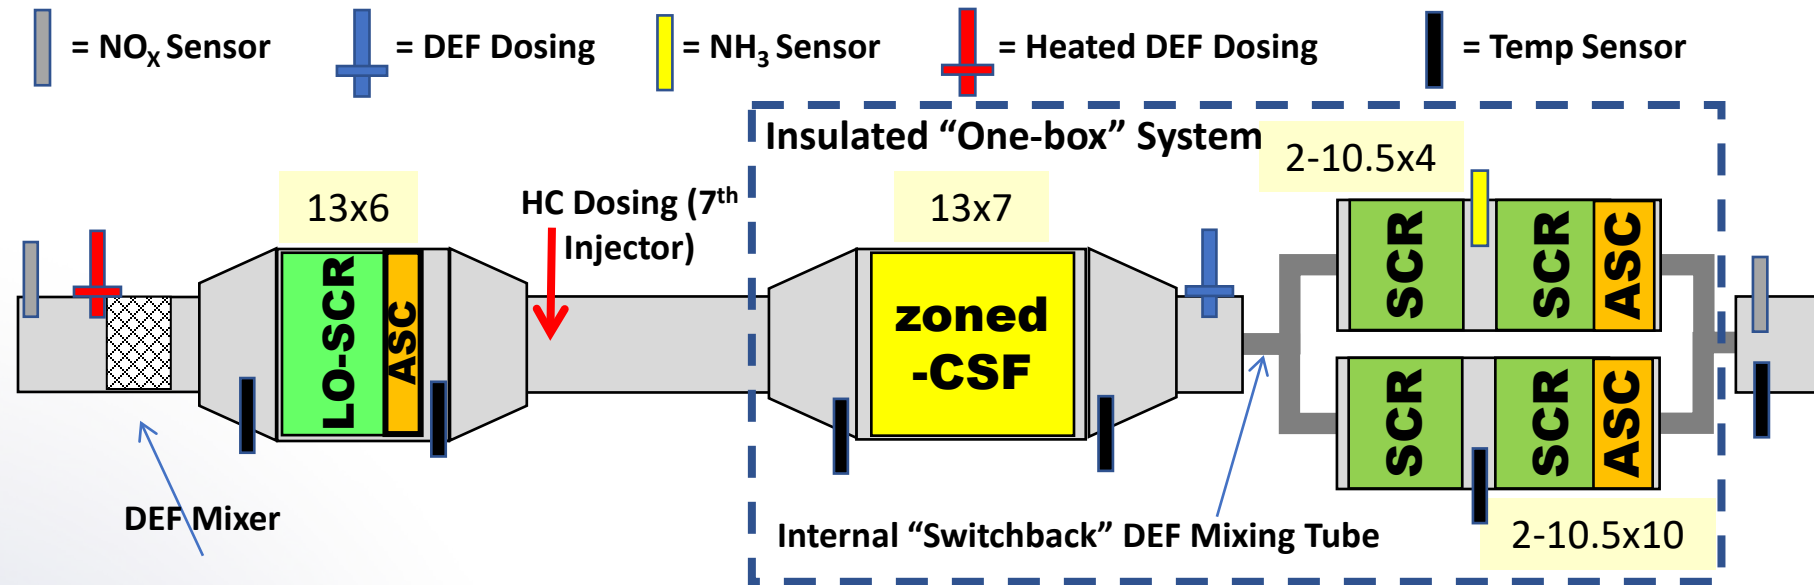 = NOX Sensor
= DEF Dosing
= NH3 Sensor
= Heated DEF Dosing
= Temp Sensor
Insulated “One-box” System
2-10.5x4
13x6
HC Dosing (7th
Injector)
13x7
LO-SCR
ASC
zoned
-CSF
SCR
SCR
ASC
SCR
SCR
ASC
DEF Mixer
Internal “Switchback” DEF Mixing Tube
2-10.5x10